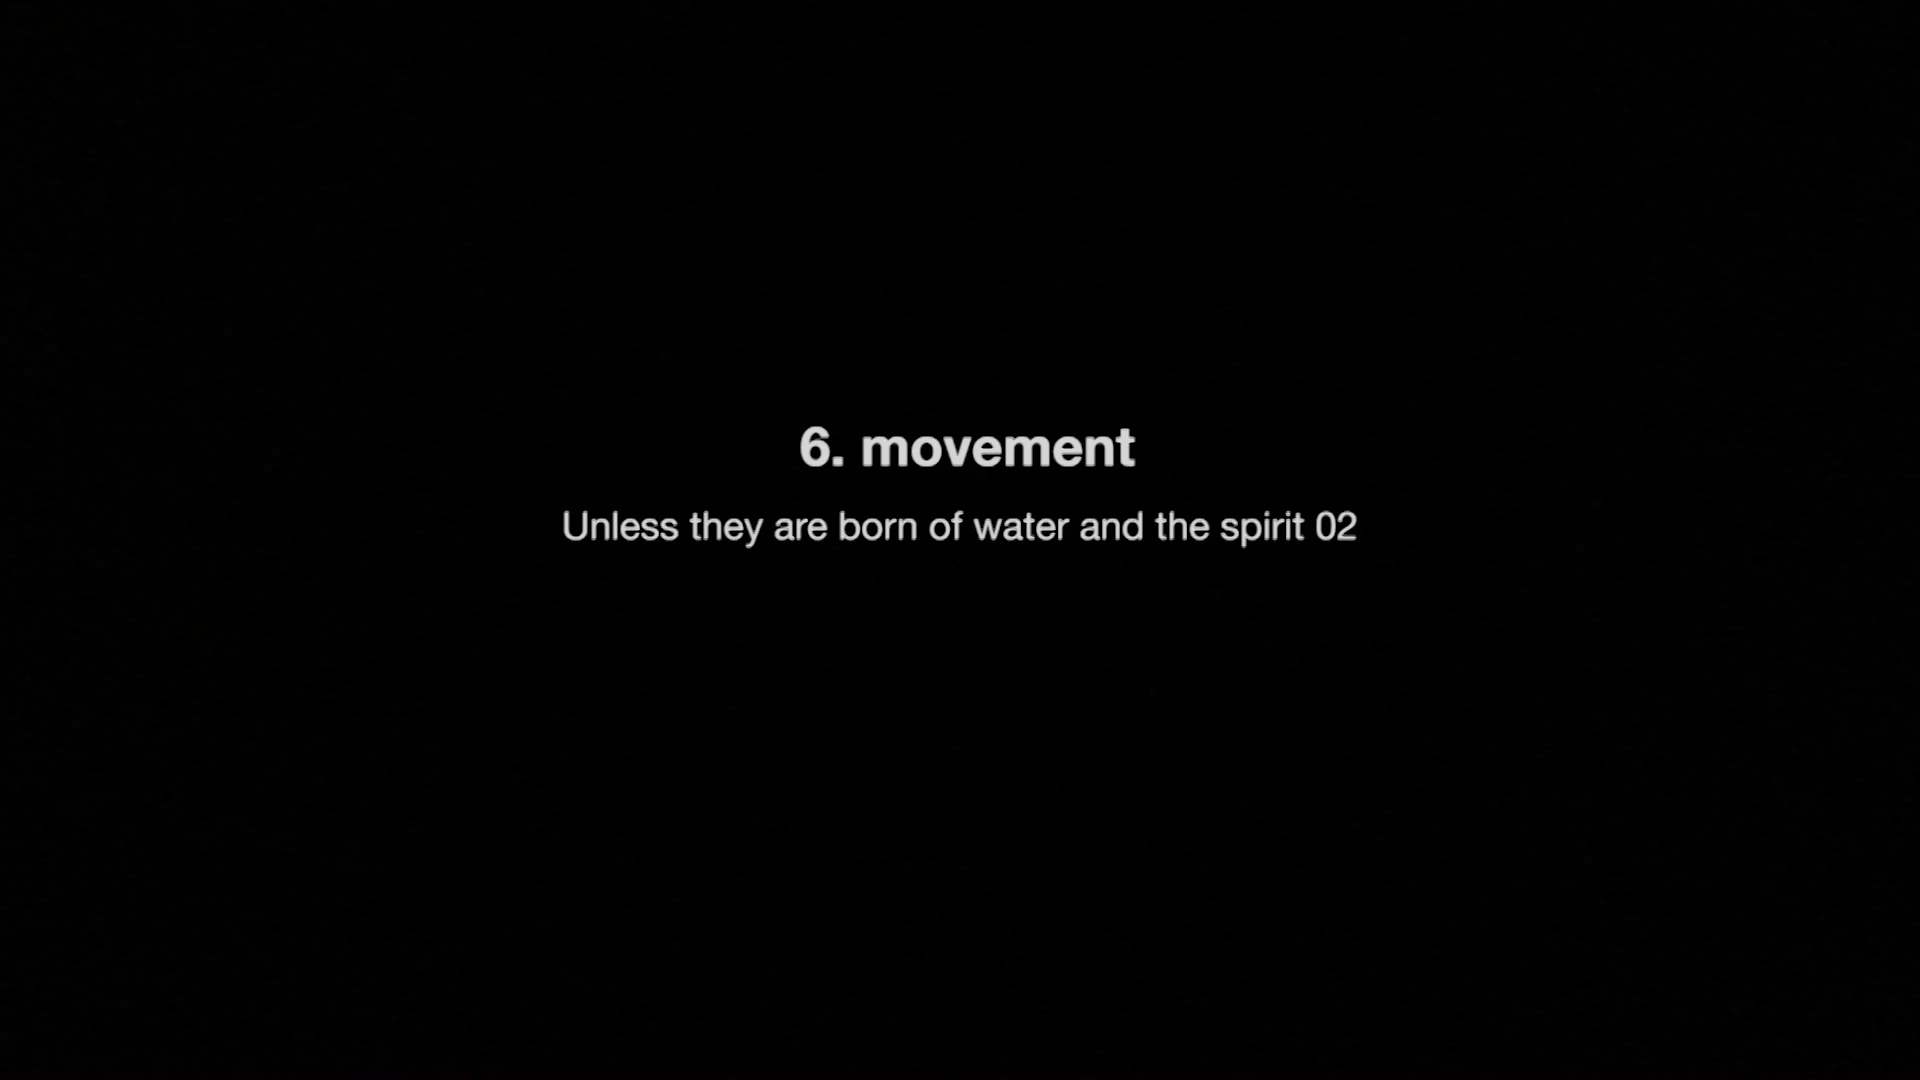 6. movement
Unless they are born of water and the spirit 02